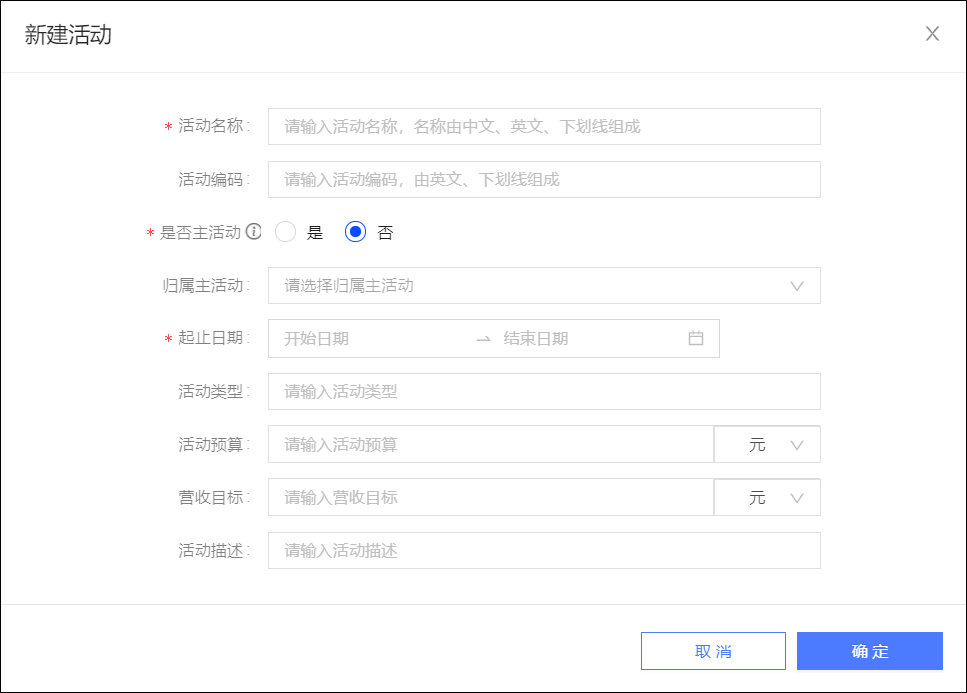 新建活动
* 活动名称: 请输入活动名称，名称由中文、英文、下划线组成
活动编码: 请输入活动编码，由英文、下划线组成
* 是否主活动 是 否
归属主活动: 请选择归属主活动
* 起止日期: 开始日期 → 结束日期
活动类型: 请输入活动类型
活动预算: 请输入活动预算 元
营收目标: 请输入营收目标 元
活动描述: 请输入活动描述
取消 确定